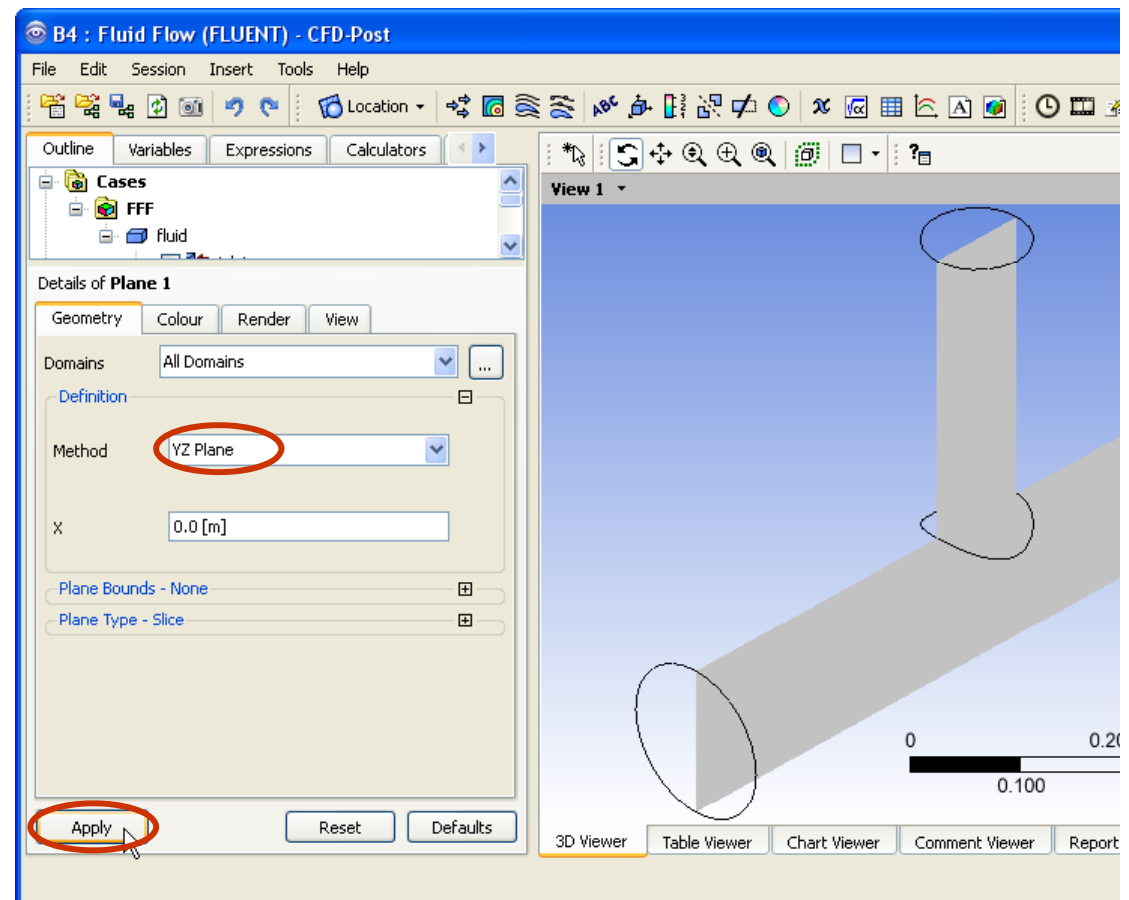 B4 : Fluid Flow (FLUENT) - CFD-Post
File Edit Session Insert Tools Help
Location
ABC
A
Outline Variables Expressions Calculators
View 1
Cases
FFF
fluid
Details of Plane 1
Geometry Colour Render View
Domains All Domains ...
Definition
Method YZ Plane
X 0.0 [m]
Plane Bounds - None
Plane Type - Slice
0
0.100
Apply Reset Defaults
3D Viewer Table Viewer Chart Viewer Comment Viewer Report